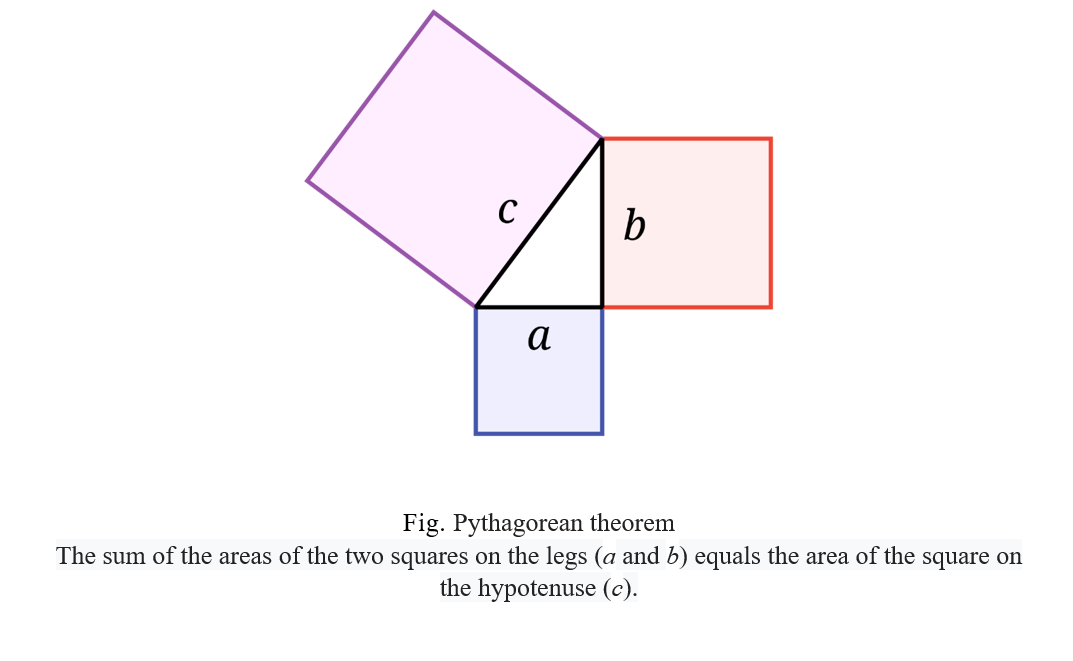 c
b
a
Fig. Pythagorean theorem
The sum of the areas of the two squares on the legs (a and b) equals the area of the square on
the hypotenuse (c).